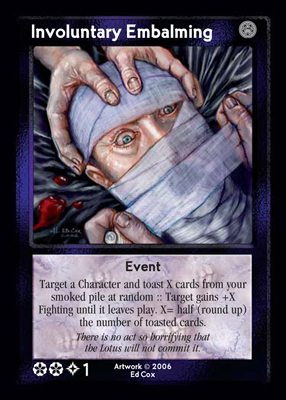 Involuntary Embalming
Event
Target a Character and toast X cards from your
smoked pile at random :: Target gains +X
Fighting until it leaves play. X= half (round up)
the number of toasted cards.
There is no act so horrifying that
the Lotus will not commit it.
1
Artwork © 2006
Ed Cox